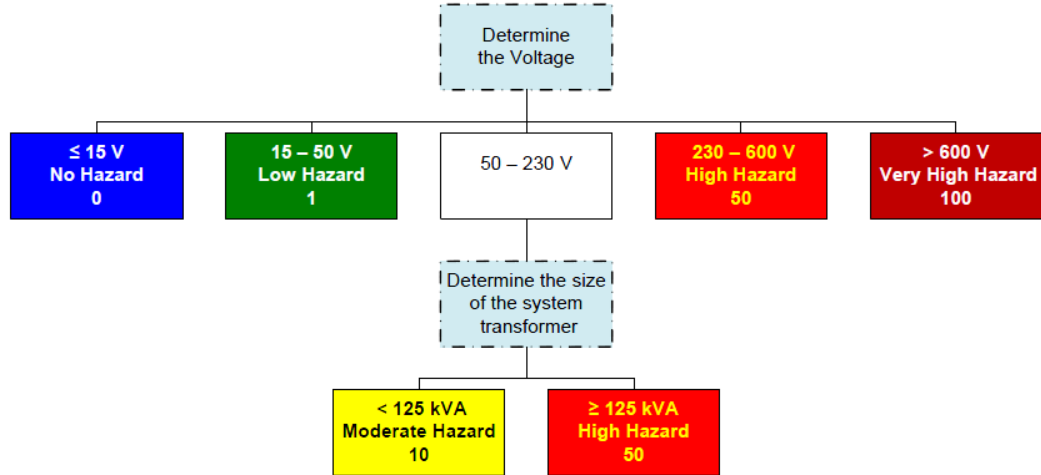 Determine
the Voltage
≤ 15 V
No Hazard
0
15 – 50 V
Low Hazard
1
50 – 230 V
230 – 600 V
High Hazard
50
> 600 V
Very High Hazard
100
Determine the size
of the system
transformer
< 125 kVA
Moderate Hazard
10
≥ 125 kVA
High Hazard
50